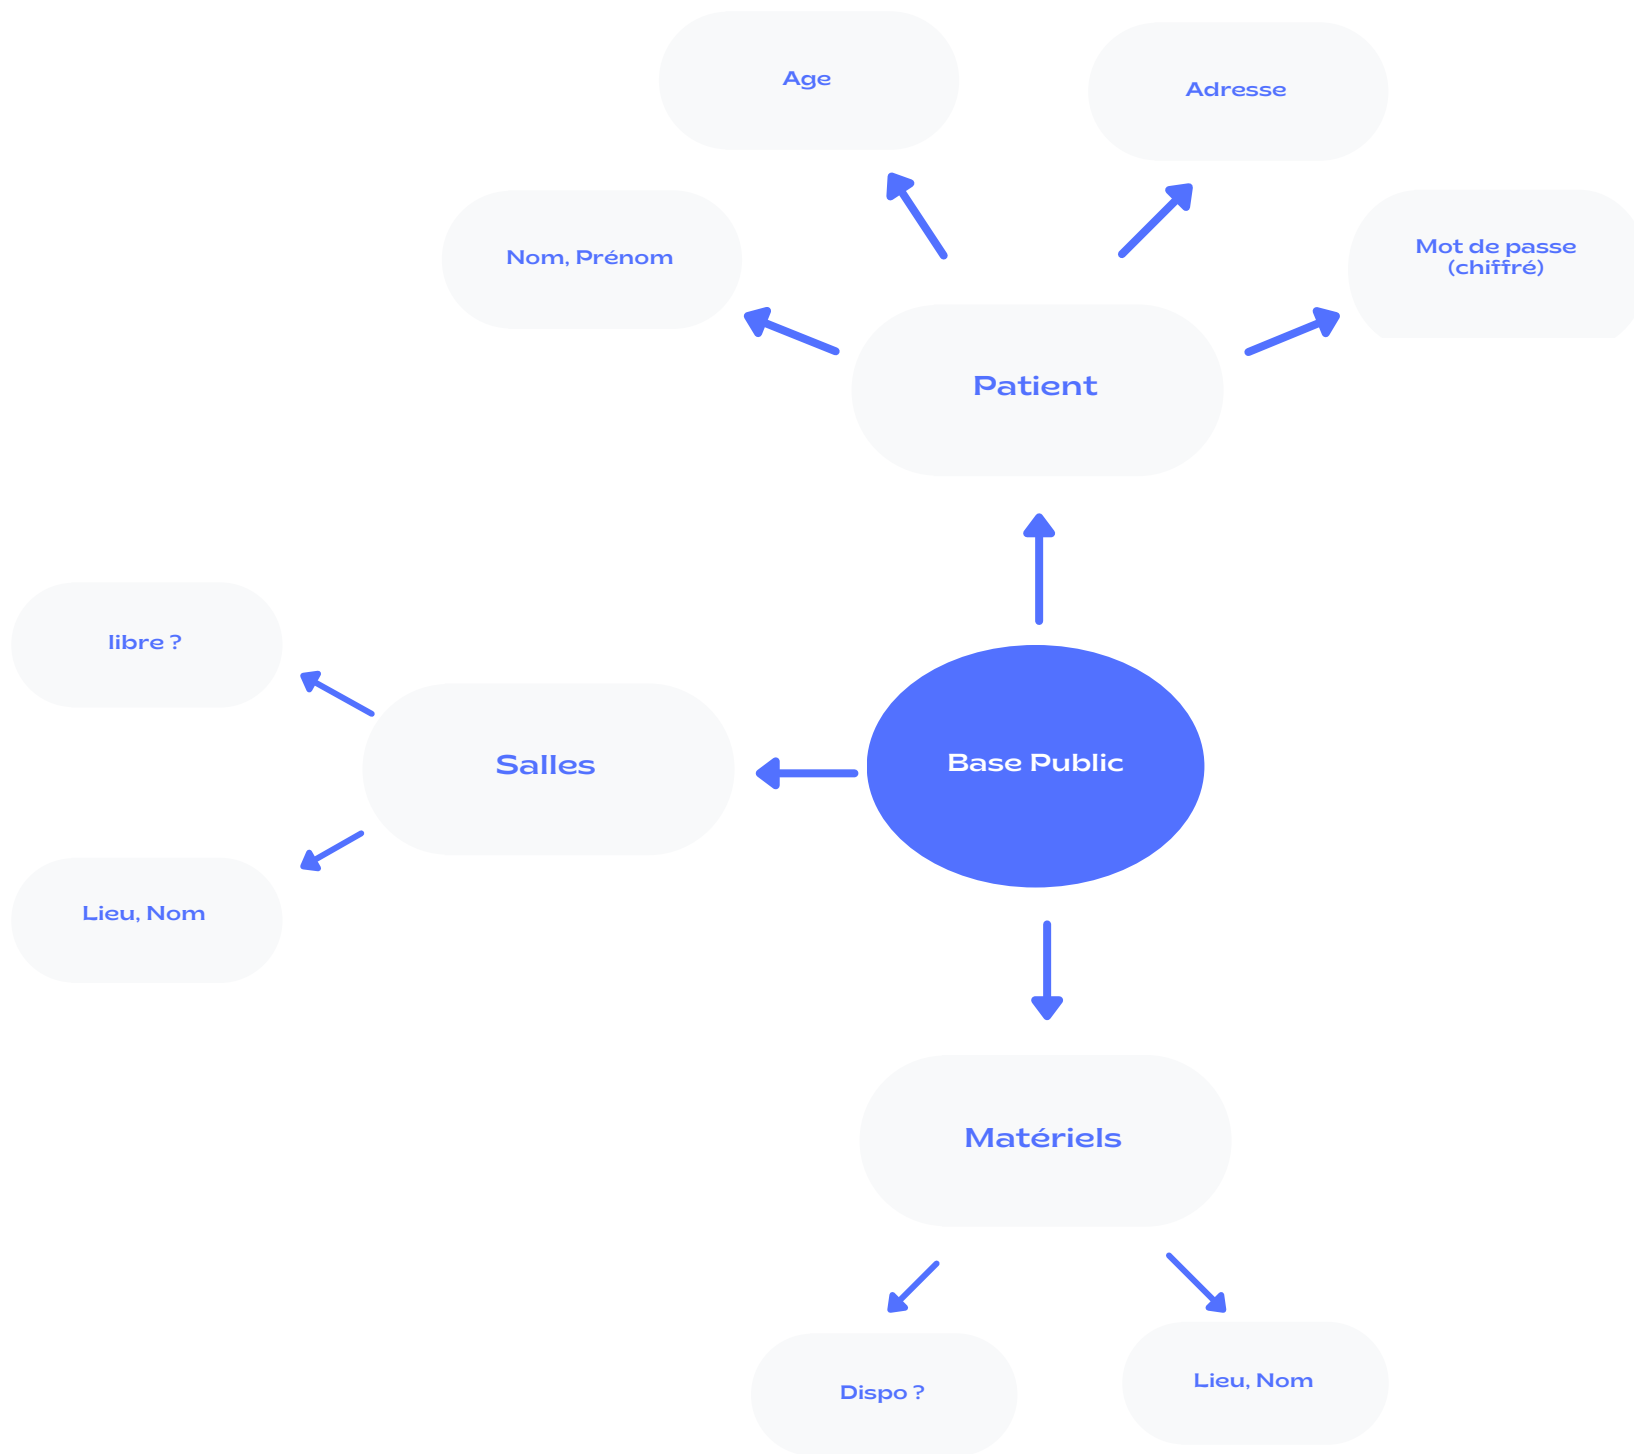 Age
Adresse
Nom, Prénom
Mot de passe
(chiffré)
Patient
libre ?
Salles
Base Public
Lieu, Nom
Matériels
Dispo ?
Lieu, Nom